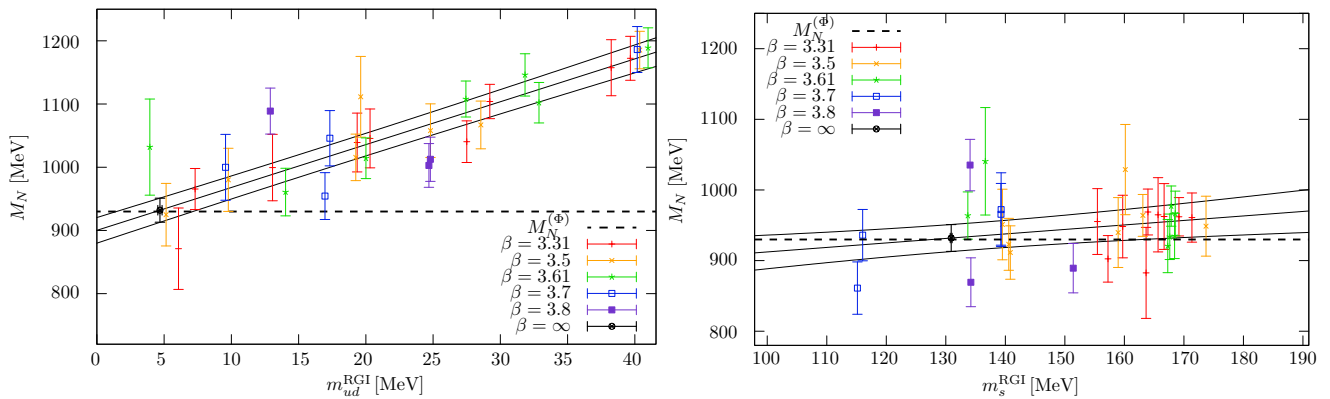 1200
1100
1000
900
800
M_N [MeV]
0 5 10 15 20 25 30 35 40
m_{ud}^{RGI} [MeV]
M_N^{(Φ)}
β = 3.31
β = 3.5
β = 3.61
β = 3.7
β = 3.8
β = ∞
1200
1100
1000
900
800
M_N [MeV]
100 110 120 130 140 150 160 170 180 190
m_s^{RGI} [MeV]
M_N^{(Φ)}
β = 3.31
β = 3.5
β = 3.61
β = 3.7
β = 3.8
β = ∞